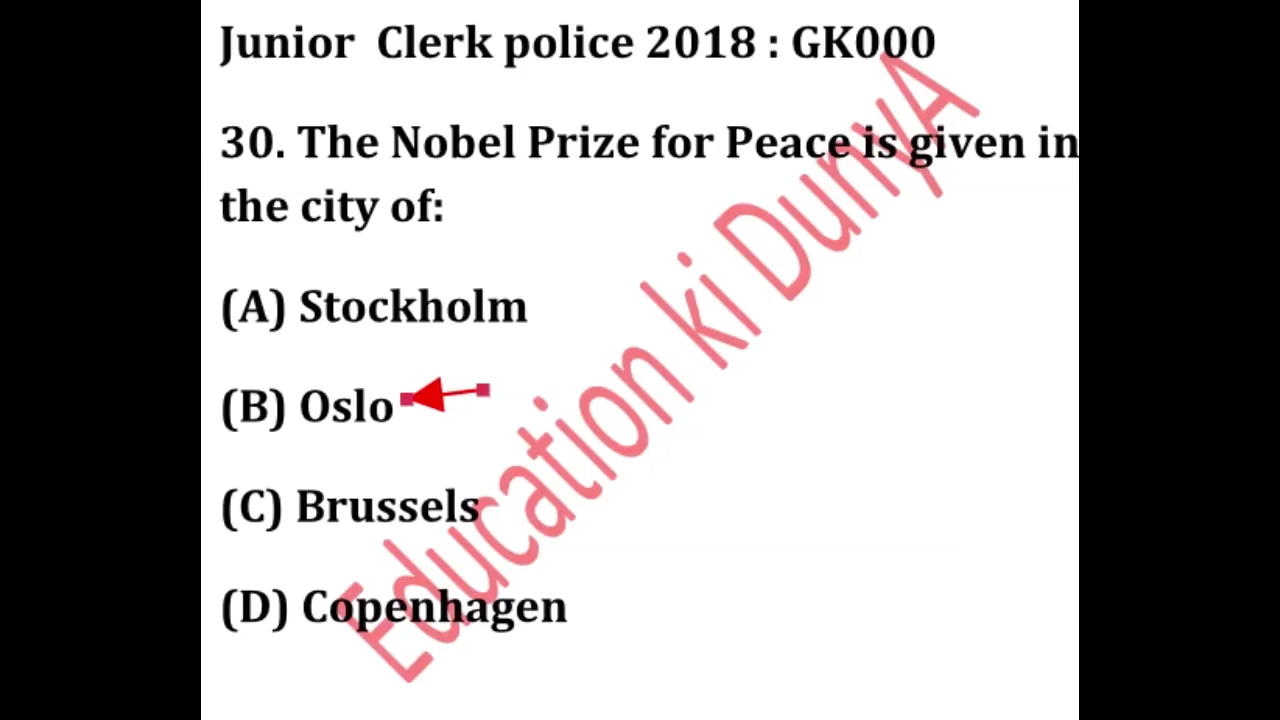 Junior Clerk police 2018 : GK000
30. The Nobel Prize for Peace is given in
the city of:
(A) Stockholm
(B) Oslo
(C) Brussels
(D) Copenhagen
Education ki DunyA